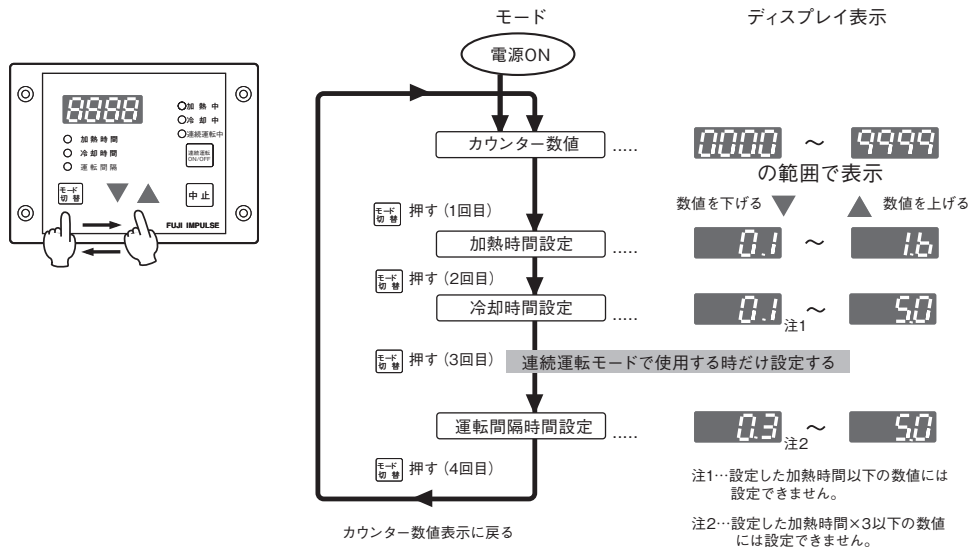 モード
ディスプレイ表示
電源ON
8888
加熱中
冷却中
連続運転中
加熱時間
冷却時間
運転間隔
連続運転
ON/OFF
モード
切替
中止
FUJI IMPULSE
カウンター数値 ..... 000.0 ～ 9999
の範囲で表示
数値を下げる ▼ ▲ 数値を上げる
モード
切替 押す（1回目）
加熱時間設定 ..... 0.1 ～ 1.6
モード
切替 押す（2回目）
冷却時間設定 ..... 0.1 注1 ～ 5.0
モード
切替 押す（3回目） 連続運転モードで使用する時だけ設定する
運転間隔時間設定 ..... 0.3 注2 ～ 5.0
モード
切替 押す（4回目）
カウンター数値表示に戻る
注1…設定した加熱時間以下の数値には
設定できません。
注2…設定した加熱時間×3以下の数値
には設定できません。